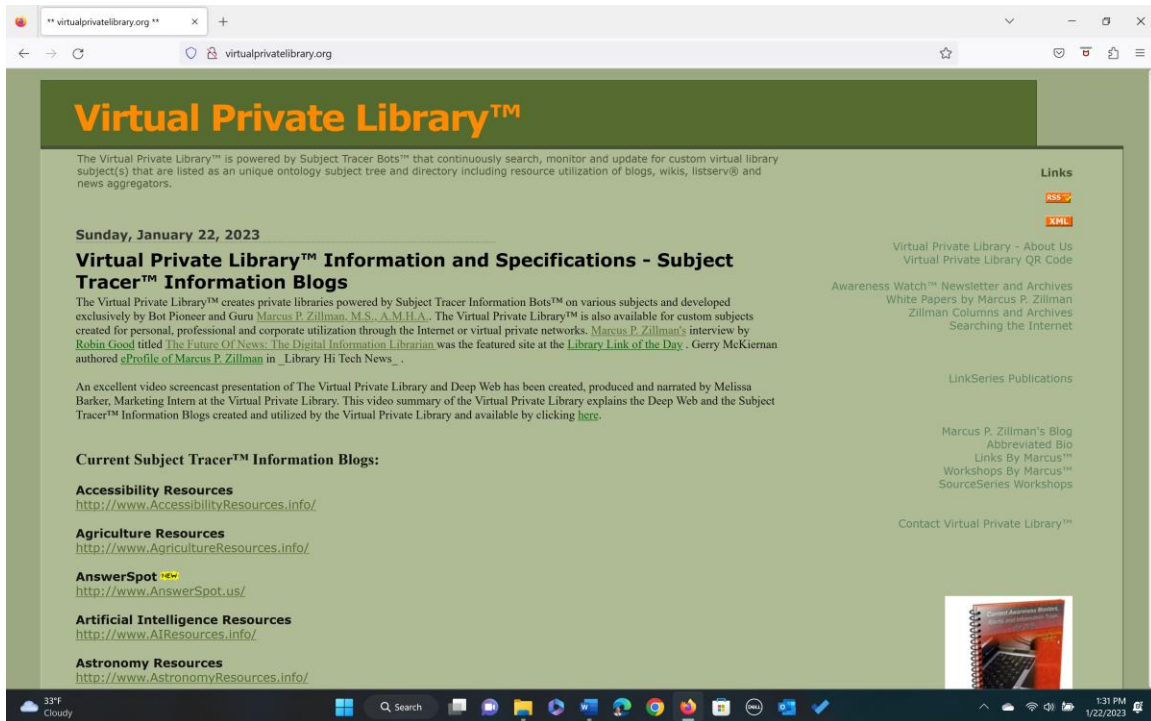 ** virtualprivatelibrary.org **
virtualprivatelibrary.org
Virtual Private Library™
The Virtual Private Library™ is powered by Subject Tracer Bots™ that continuously search, monitor and update for custom virtual library
subject(s) that are listed as an unique ontology subject tree and directory including resource utilization of blogs, wikis, listserv® and
news aggregators.
Sunday, January 22, 2023
Virtual Private Library™ Information and Specifications - Subject
Tracer™ Information Blogs
The Virtual Private Library™ creates private libraries powered by Subject Tracer Information Bots™ on various subjects and developed
exclusively by Bot Pioneer and Guru Marcus P. Zillman, M.S., A.M.H.A.. The Virtual Private Library™ is also available for custom subjects
created for personal, professional and corporate utilization through the Internet or virtual private networks. Marcus P. Zillman's interview by
Robin Good titled The Future Of News: The Digital Information Librarian was the featured site at the Library Link of the Day . Gerry McKiernan
authored eProfile of Marcus P. Zillman in _Library Hi Tech News_ .
An excellent video screencast presentation of The Virtual Private Library and Deep Web has been created, produced and narrated by Melissa
Barker, Marketing Intern at the Virtual Private Library. This video summary of the Virtual Private Library explains the Deep Web and the Subject
Tracer™ Information Blogs created and utilized by the Virtual Private Library and available by clicking here.
Current Subject Tracer™ Information Blogs:
Accessibility Resources
http://www.AccessibilityResources.info/
Agriculture Resources
http://www.AgricultureResources.info/
AnswerSpot NEW
http://www.AnswerSpot.us/
Artificial Intelligence Resources
http://www.AIResources.info/
Astronomy Resources
http://www.AstronomyResources.info/
Links
RSS
XML
Virtual Private Library - About Us
Virtual Private Library QR Code
Awareness Watch™ Newsletter and Archives
White Papers by Marcus P. Zillman
Zillman Columns and Archives
Searching the Internet
LinkSeries Publications
Marcus P. Zillman's Blog
Abbreviated Bio
Links By Marcus™
Workshops By Marcus™
SourceSeries Workshops
Contact Virtual Private Library™
33°F
Cloudy
Search
DELL
1:31 PM
1/22/2023